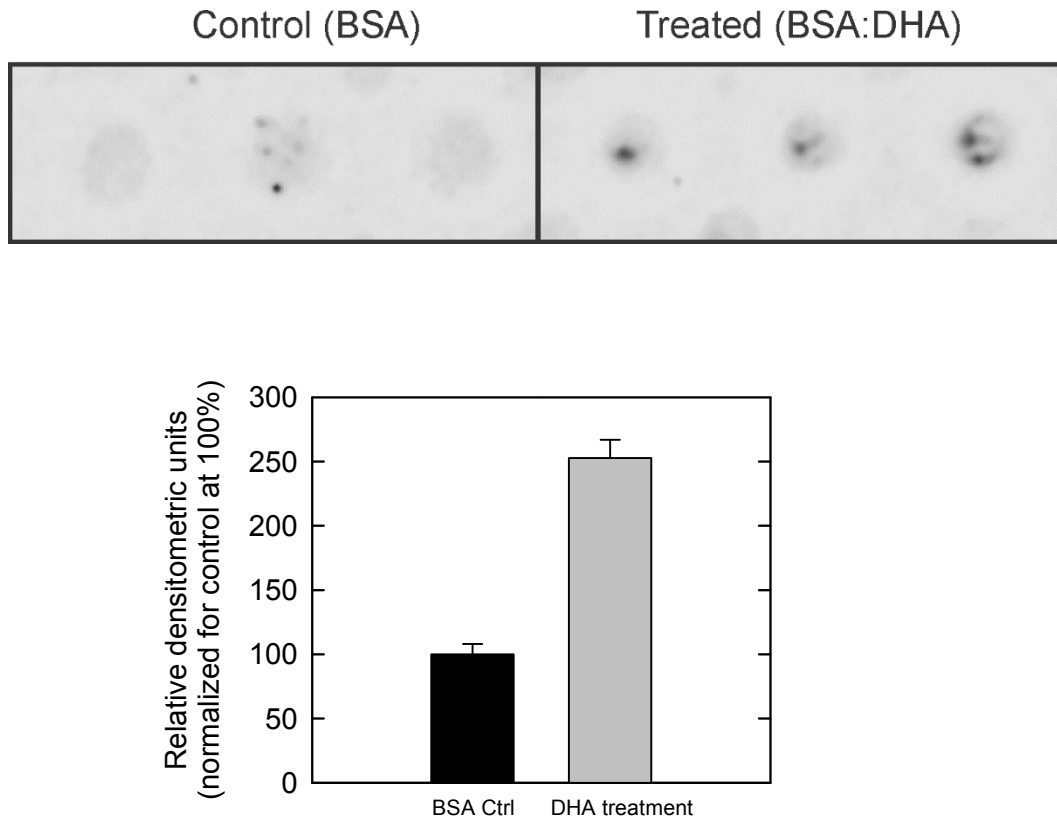 Control (BSA)
Treated (BSA:DHA)
Relative densitometric units
(normalized for control at 100%)
300
250
200
150
100
50
0
BSA Ctrl
DHA treatment